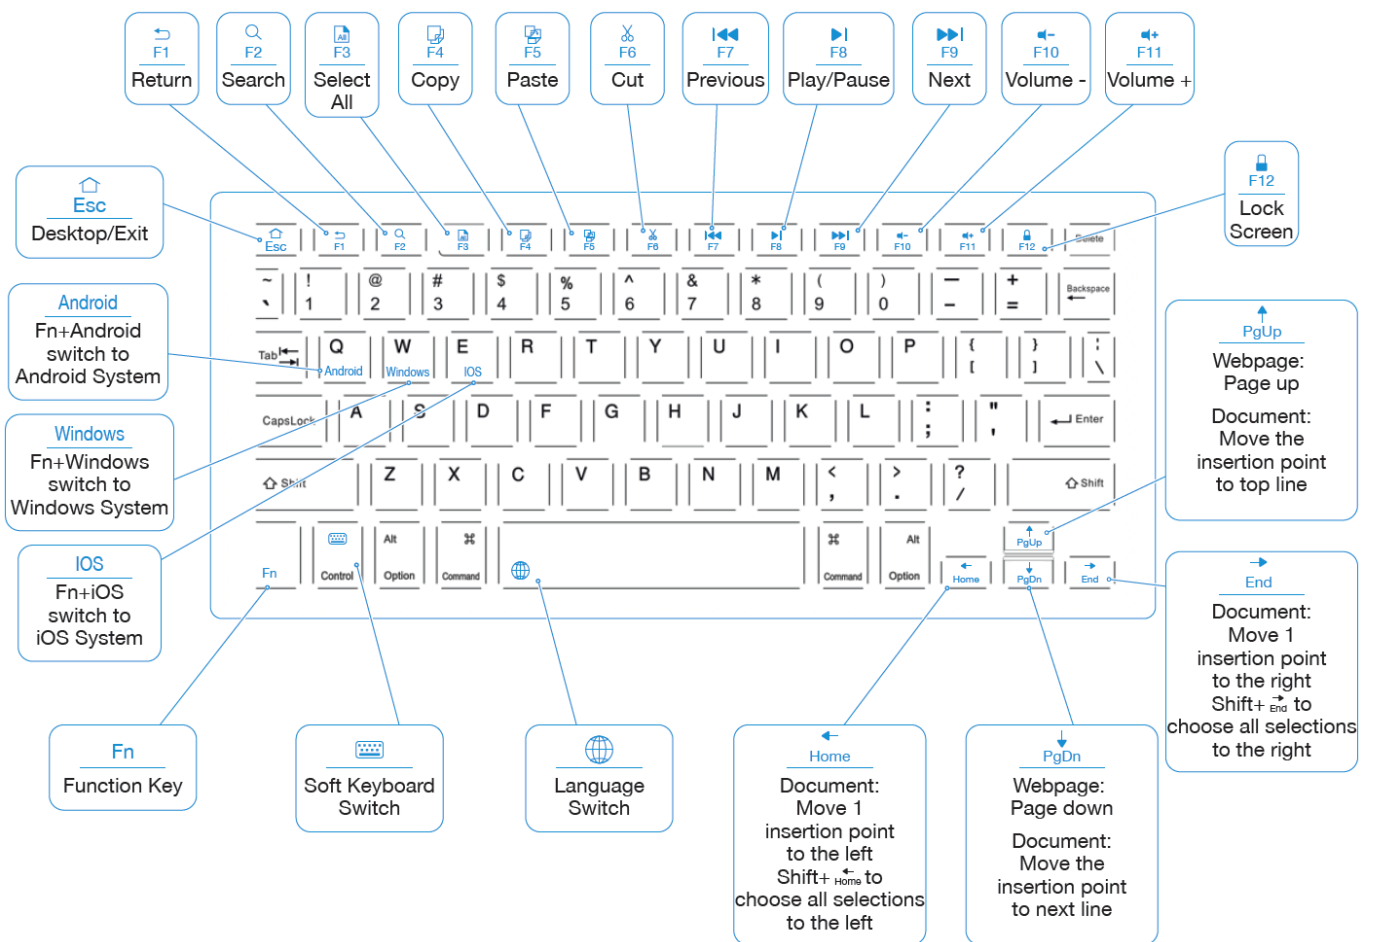 F1
Return
F2
Search
All
F3
Select
All
F4
Copy
F5
Paste
F6
Cut
F7
Previous
F8
Play/Pause
F9
Next
F10
Volume -
F11
Volume +
F12
Lock
Screen
Esc
Desktop/Exit
Android
Fn+Android
switch to
Android System
Windows
Fn+Windows
switch to
Windows System
IOS
Fn+iOS
switch to
iOS System
Esc F1 F2 F3 F4 F5 F6 F7 F8 F9 F10 F11 F12 Delete
~ ! @ # $ % ^ & * ( ) — +
` 1 2 3 4 5 6 7 8 9 0 – = Backspace
Tab Q W E R T Y U I O P { } ¦
Android Windows IOS [ ] \
CapsLock A S D F G H J K L : " Enter
; '
Shift Z X C V B N M < > ? Shift
, . /
Fn Control Alt Option ⌘ Command ⌘ Command Alt Option Home PgUp PgDn End
PgUp
Webpage:
Page up
Document:
Move the
insertion point
to top line
End
Document:
Move 1
insertion point
to the right
Shift+ End to
choose all selections
to the right
Fn
Function Key
Soft Keyboard
Switch
Language
Switch
Home
Document:
Move 1
insertion point
to the left
Shift+ Home to
choose all selections
to the left
PgDn
Webpage:
Page down
Document:
Move the
insertion point
to next line